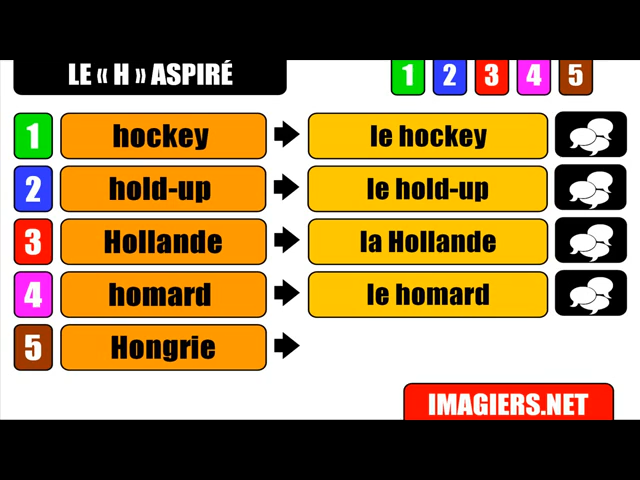 LE « H » ASPIRÉ
1 2 3 4 5
1 hockey le hockey
2 hold-up le hold-up
3 Hollande la Hollande
4 homard le homard
5 Hongrie
IMAGIERS.NET